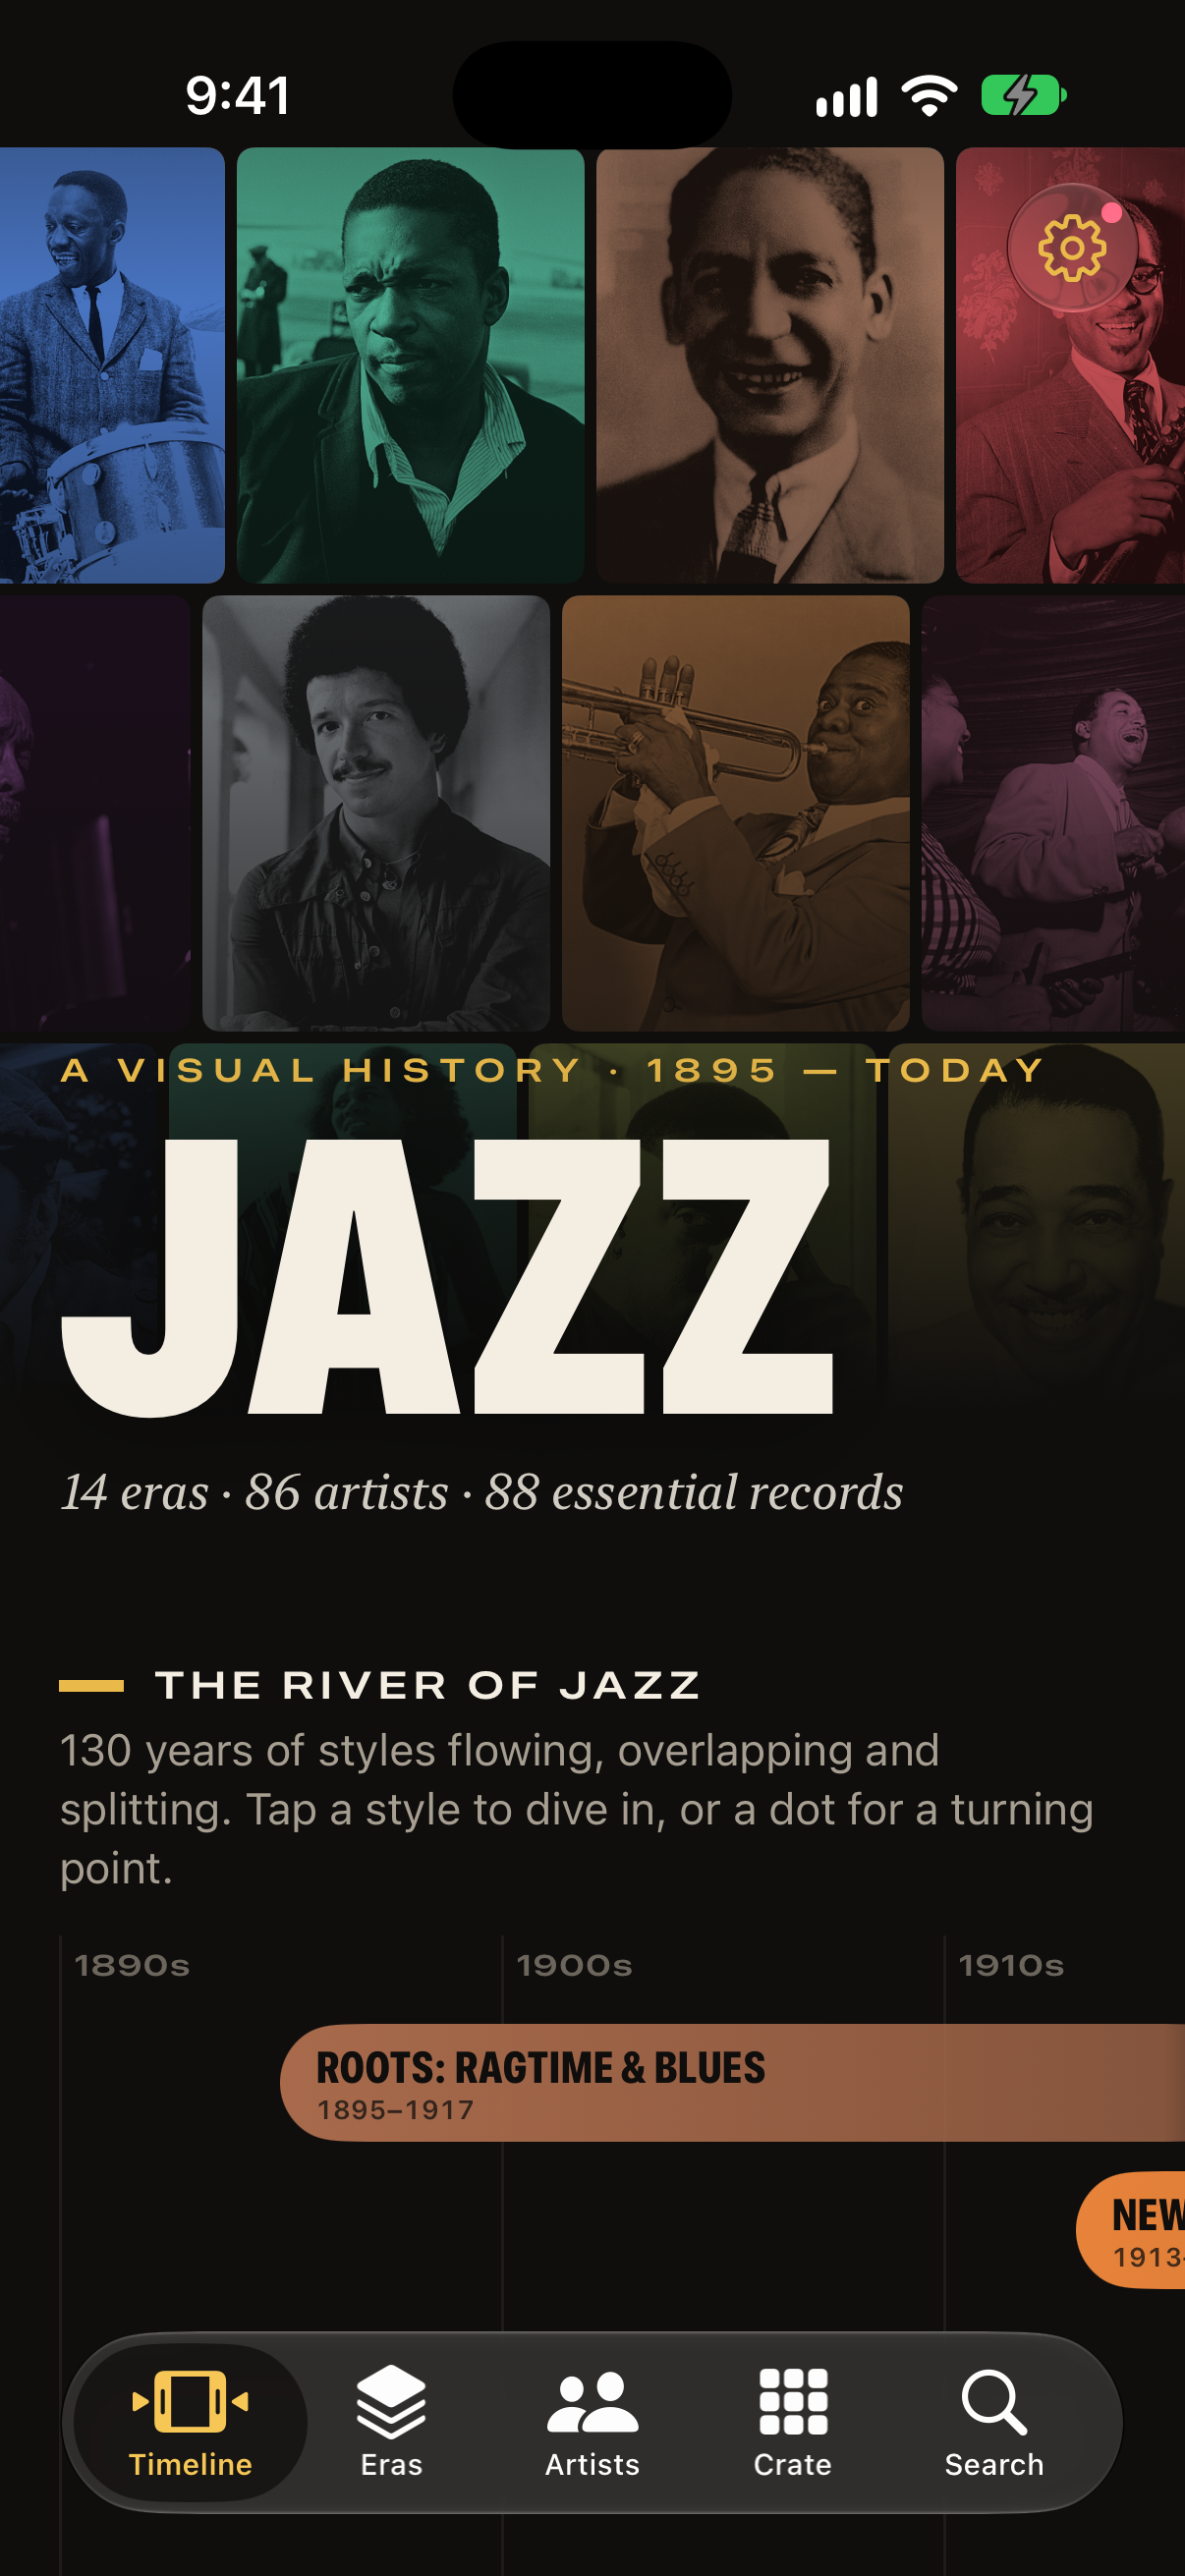 9:41
A VISUAL HISTORY · 1895 — TODAY
JAZZ
14 eras · 86 artists · 88 essential records
THE RIVER OF JAZZ
130 years of styles flowing, overlapping and
splitting. Tap a style to dive in, or a dot for a turning
point.
1890s 1900s 1910s
ROOTS: RAGTIME & BLUES
1895–1917
NEW
1913–
Timeline Eras Artists Crate Search